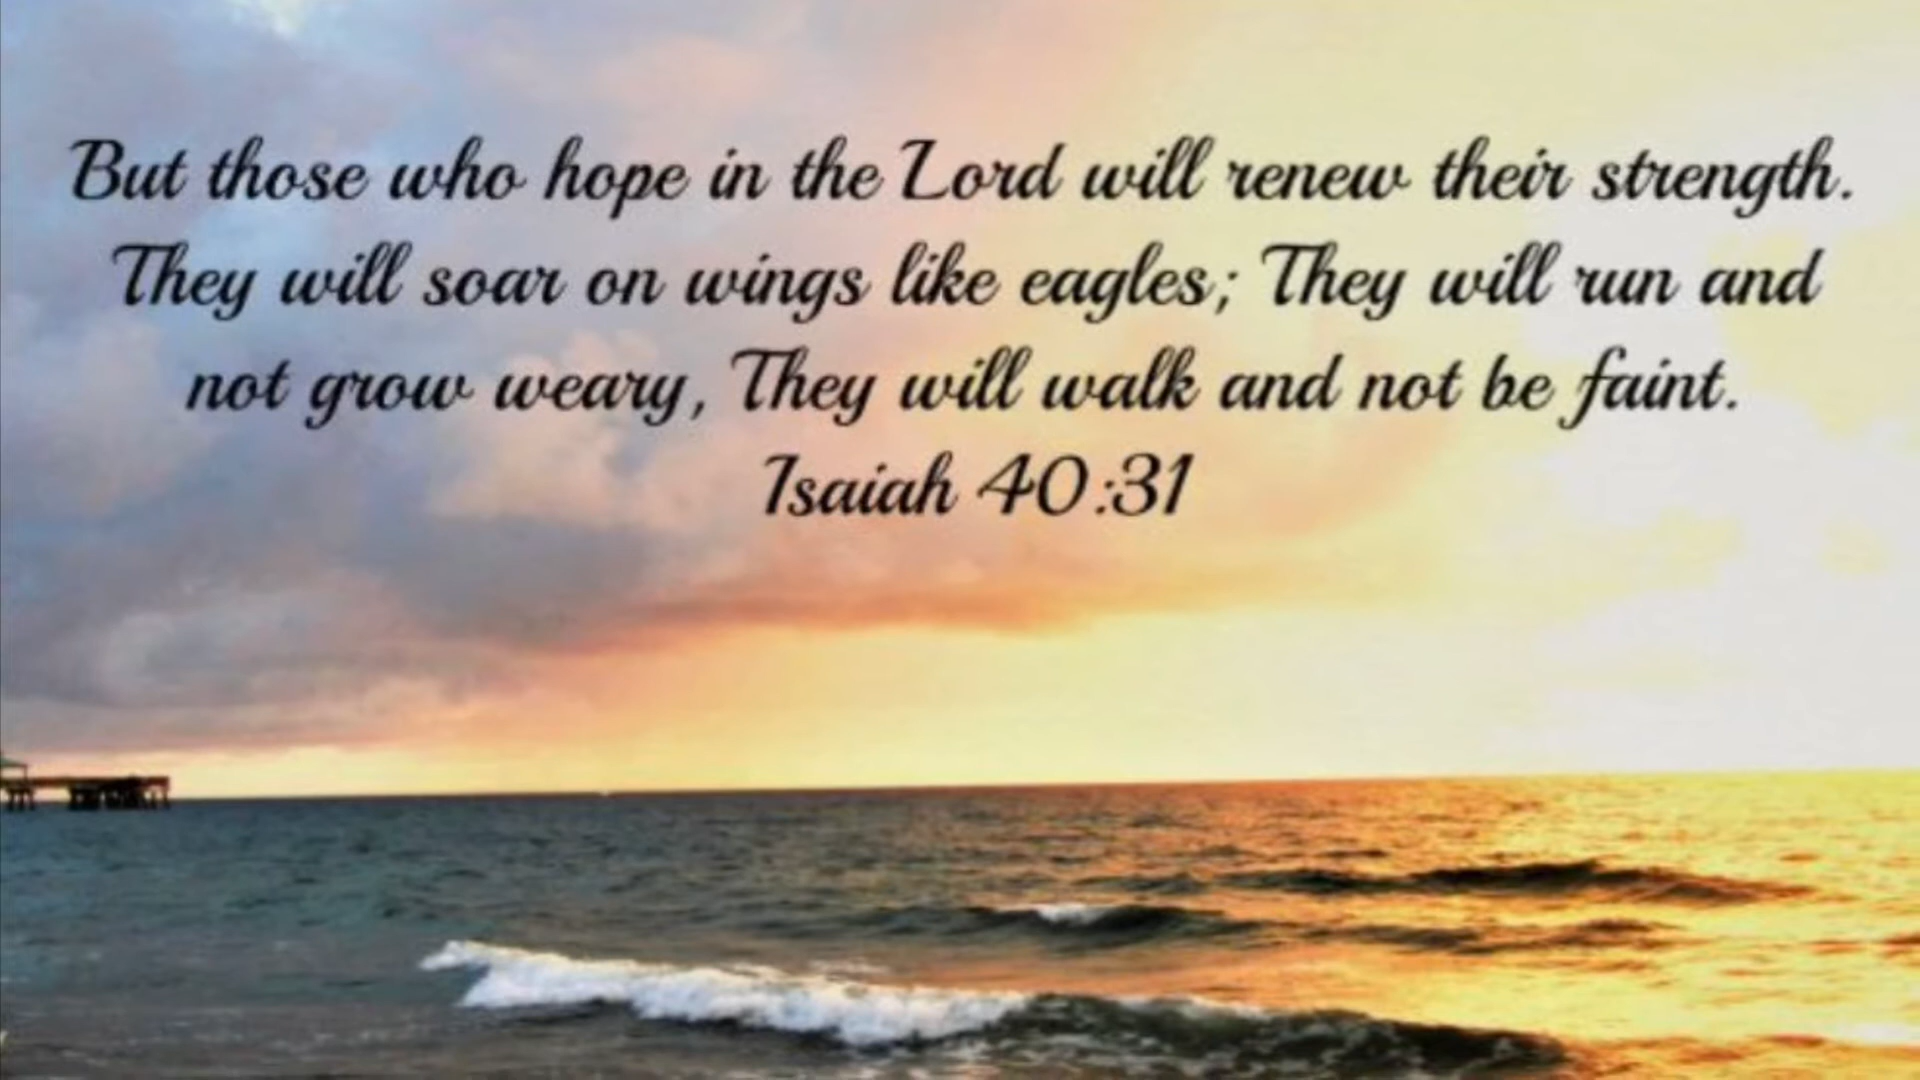 But those who hope in the Lord will renew their strength.
They will soar on wings like eagles; They will run and
not grow weary, They will walk and not be faint.
Isaiah 40:31